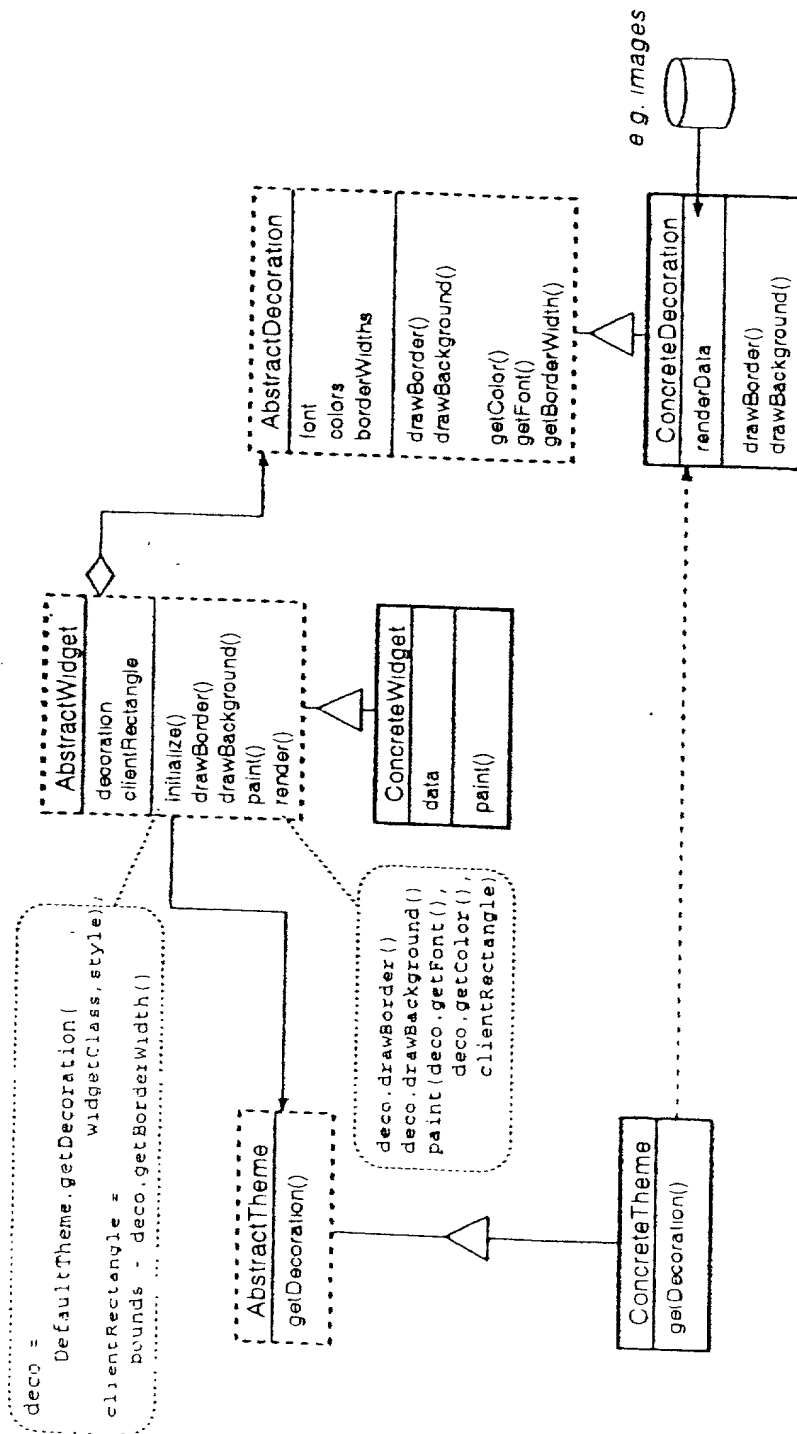 deco =
DefaultTheme.getDecoration(
widgetClass,style),
clientRectangle =
bounds - deco.getBorderWidth()
AbstractWidget
decoration
clientRectangle
initialize()
drawBorder()
drawBackground()
paint()
render()
AbstractDecoration
font
colors
borderWidths
drawBorder()
drawBackground()
getColor()
getFont()
getBorderWidth()
AbstractTheme
getDecoration()
deco.drawBorder()
deco.drawBackground()
paint(deco.getFont(),
deco.getColor(),
clientRectangle)
ConcreteWidget
data
paint()
e g. images
ConcreteTheme
getDecoration()
ConcreteDecoration
renderData
drawBorder()
drawBackground()